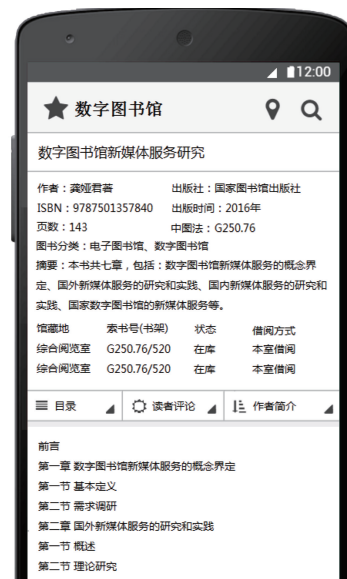 12:00
数字图书馆
数字图书馆新媒体服务研究
作者：龚娅君著 出版社：国家图书馆出版社
ISBN：9787501357840 出版时间：2016年
页数：143 中图法：G250.76
图书分类：电子图书馆、数字图书馆
摘要：本书共七章，包括：数字图书馆新媒体服务的概念界
定、国外新媒体服务的研究和实践、国内新媒体服务的研究和
实践、国家数字图书馆的新媒体服务等。
馆藏地 索书号(书架) 状态 借阅方式
综合阅览室 G250.76/520 在库 本室借阅
综合阅览室 G250.76/520 在库 本室借阅
目录 读者评论 作者简介
前言
第一章 数字图书馆新媒体服务的概念界定
第一节 基本定义
第二节 需求调研
第二章 国外新媒体服务的研究和实践
第一节 概述
第二节 理论研究